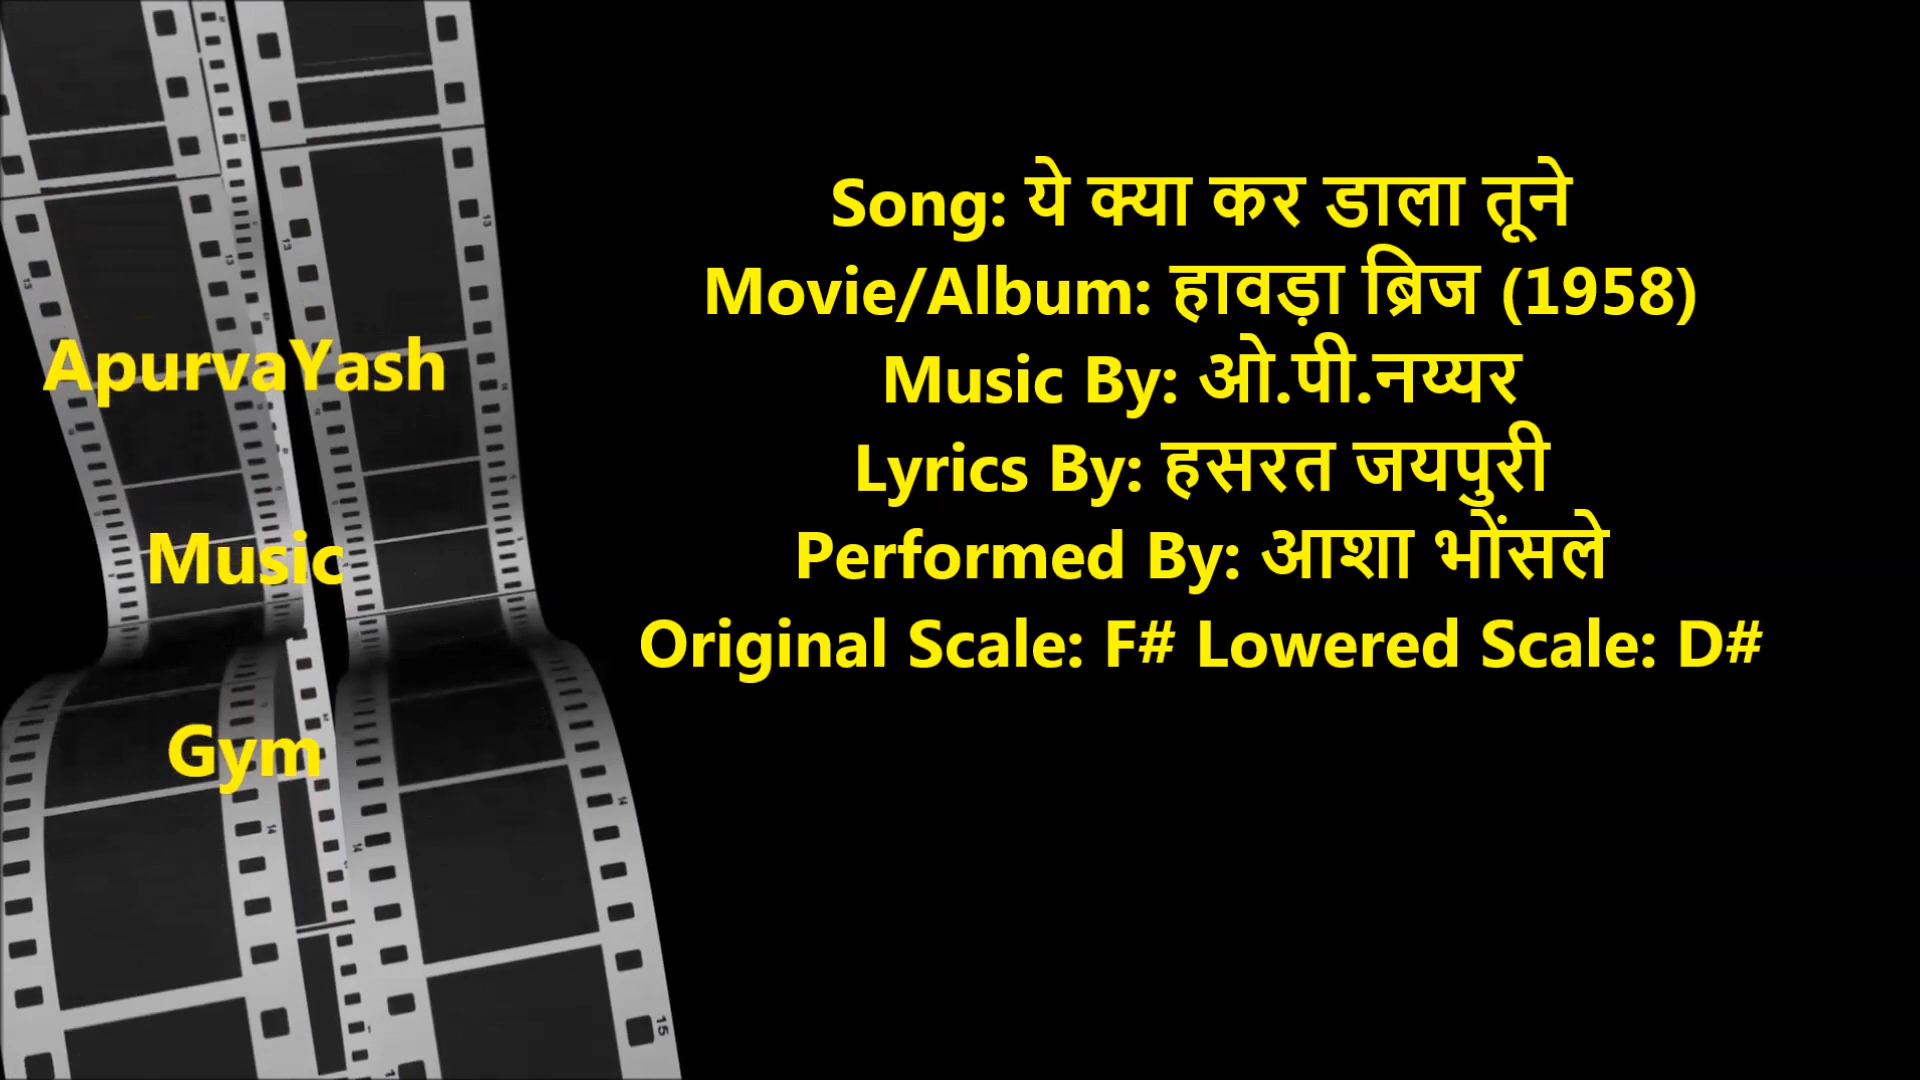 ApurvaYash
Music
Gym
Song: ये क्या कर डाला तूने
Movie/Album: हावड़ा ब्रिज (1958)
Music By: ओ.पी.नय्यर
Lyrics By: हसरत जयपुरी
Performed By: आशा भोंसले
Original Scale: F# Lowered Scale: D#